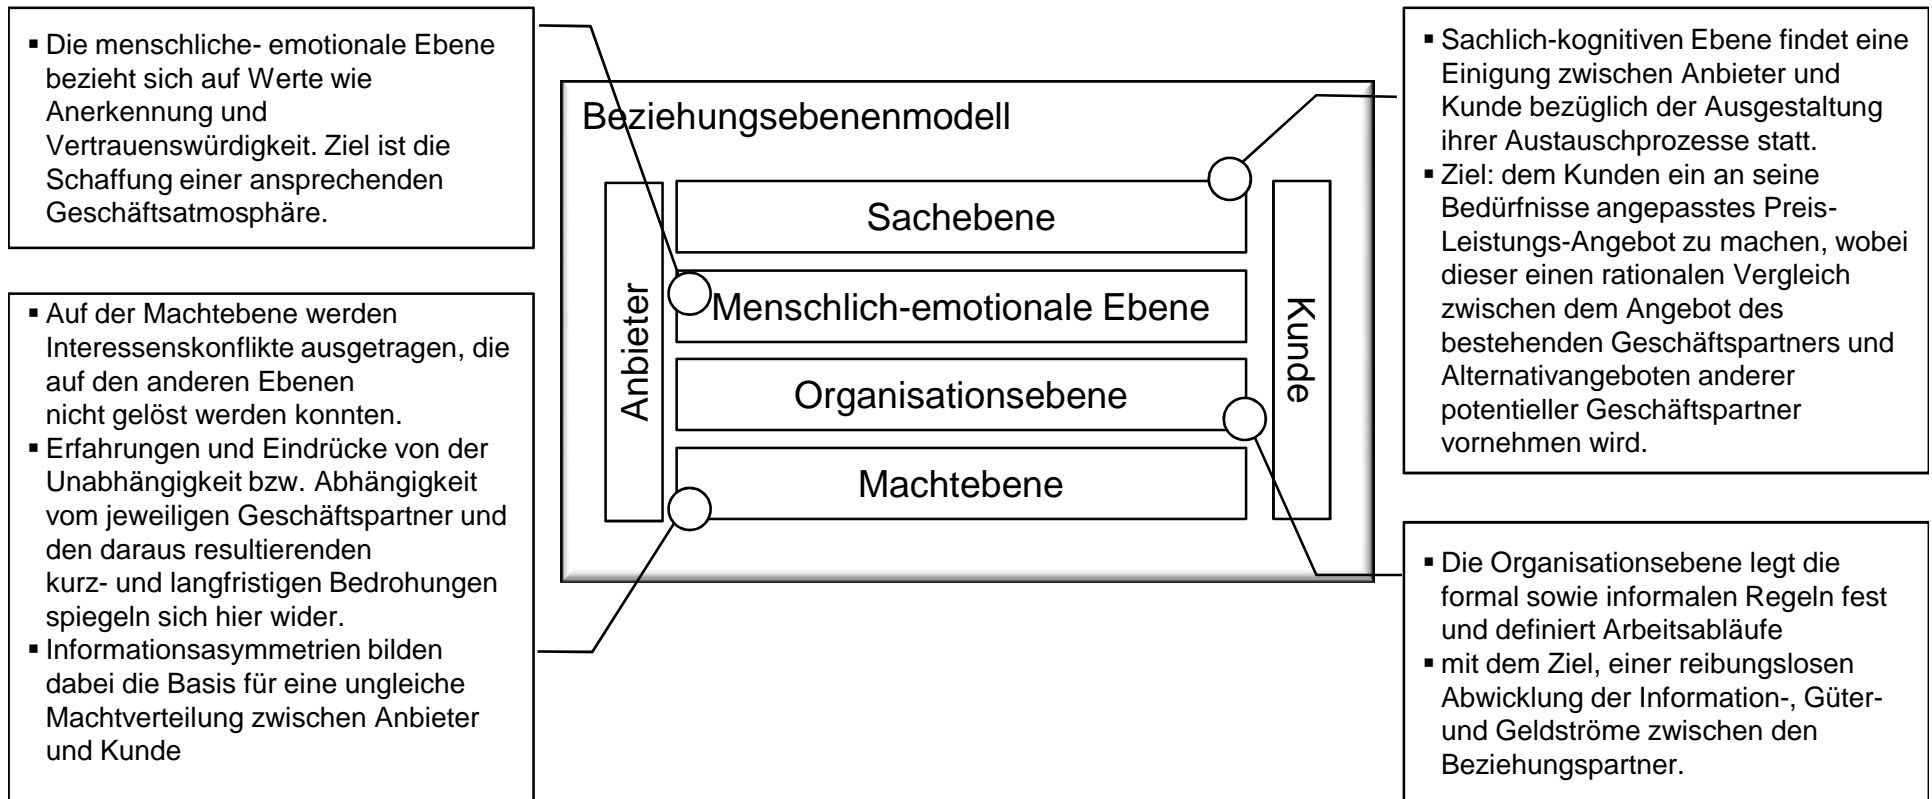 ▪ Die menschliche- emotionale Ebene
bezieht sich auf Werte wie
Anerkennung und
Vertrauenswürdigkeit. Ziel ist die
Schaffung einer ansprechenden
Geschäftsatmosphäre.
▪ Auf der Machtebene werden
Interessenskonflikte ausgetragen, die
auf den anderen Ebenen
nicht gelöst werden konnten.
▪ Erfahrungen und Eindrücke von der
Unabhängigkeit bzw. Abhängigkeit
vom jeweiligen Geschäftspartner und
den daraus resultierenden
kurz- und langfristigen Bedrohungen
spiegeln sich hier wider.
▪ Informationsasymmetrien bilden
dabei die Basis für eine ungleiche
Machtverteilung zwischen Anbieter
und Kunde
Beziehungsebenenmodell
Anbieter
Sachebene
Menschlich-emotionale Ebene
Organisationsebene
Machtebene
Kunde
▪ Sachlich-kognitiven Ebene findet eine
Einigung zwischen Anbieter und
Kunde bezüglich der Ausgestaltung
ihrer Austauschprozesse statt.
▪ Ziel: dem Kunden ein an seine
Bedürfnisse angepasstes Preis-
Leistungs-Angebot zu machen, wobei
dieser einen rationalen Vergleich
zwischen dem Angebot des
bestehenden Geschäftspartners und
Alternativangeboten anderer
potentieller Geschäftspartner
vornehmen wird.
▪ Die Organisationsebene legt die
formal sowie informalen Regeln fest
und definiert Arbeitsabläufe
▪ mit dem Ziel, einer reibungslosen
Abwicklung der Information-, Güter-
und Geldströme zwischen den
Beziehungspartner.